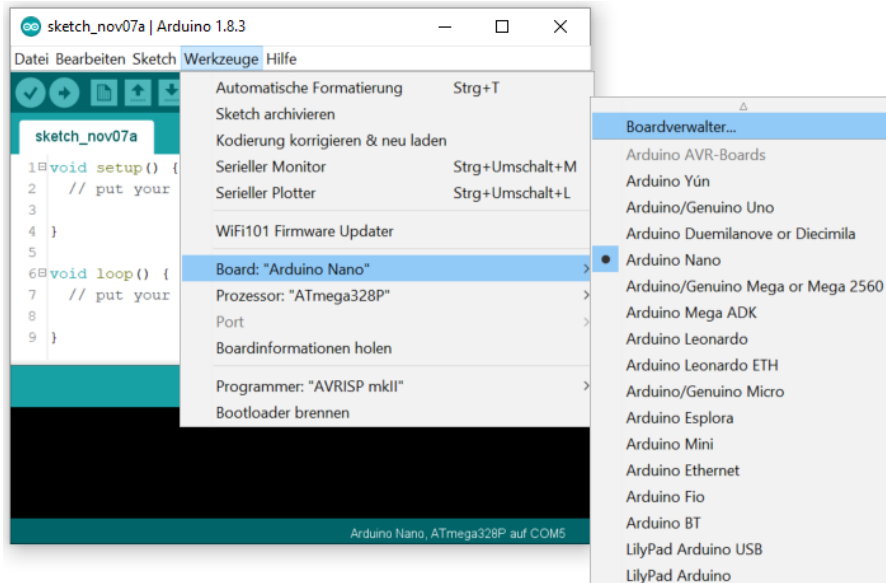 sketch_nov07a | Arduino 1.8.3
Datei Bearbeiten Sketch Werkzeuge Hilfe
sketch_nov07a
1 void setup() {
2 // put your
3
4 }
5
6 void loop() {
7 // put your
8
9 }
Automatische Formatierung Strg+T
Sketch archivieren
Kodierung korrigieren & neu laden
Serieller Monitor Strg+Umschalt+M
Serieller Plotter Strg+Umschalt+L
WiFi101 Firmware Updater
Board: "Arduino Nano"
Prozessor: "ATmega328P"
Port
Boardinformationen holen
Programmer: "AVRISP mkII"
Bootloader brennen
Boardverwalter...
Arduino AVR-Boards
Arduino Yún
Arduino/Genuino Uno
Arduino Duemilanove or Diecimila
Arduino Nano
Arduino/Genuino Mega or Mega 2560
Arduino Mega ADK
Arduino Leonardo
Arduino Leonardo ETH
Arduino/Genuino Micro
Arduino Esplora
Arduino Mini
Arduino Ethernet
Arduino Fio
Arduino BT
LilyPad Arduino USB
LilyPad Arduino
Arduino Nano, ATmega328P auf COM5